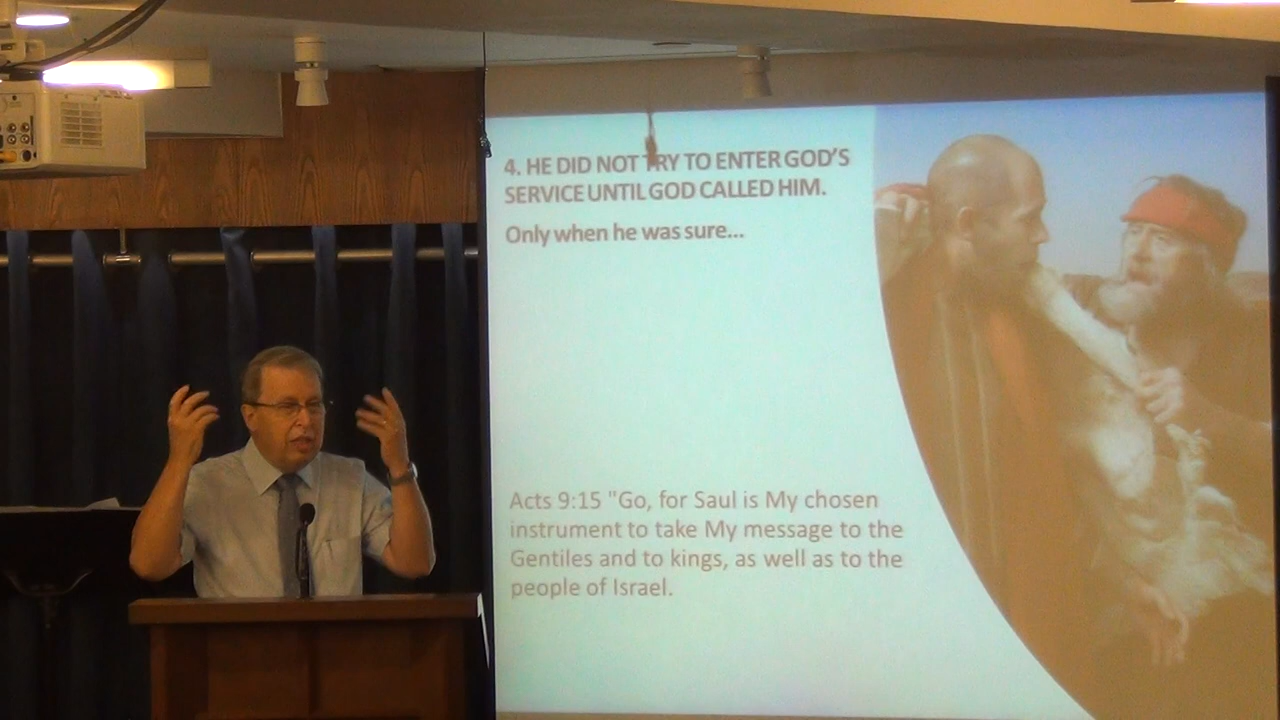 4. HE DID NOT TRY TO ENTER GOD'S
SERVICE UNTIL GOD CALLED HIM.
Only when he was sure...
Acts 9:15 "Go, for Saul is My chosen
instrument to take My message to the
Gentiles and to kings, as well as to the
people of Israel.